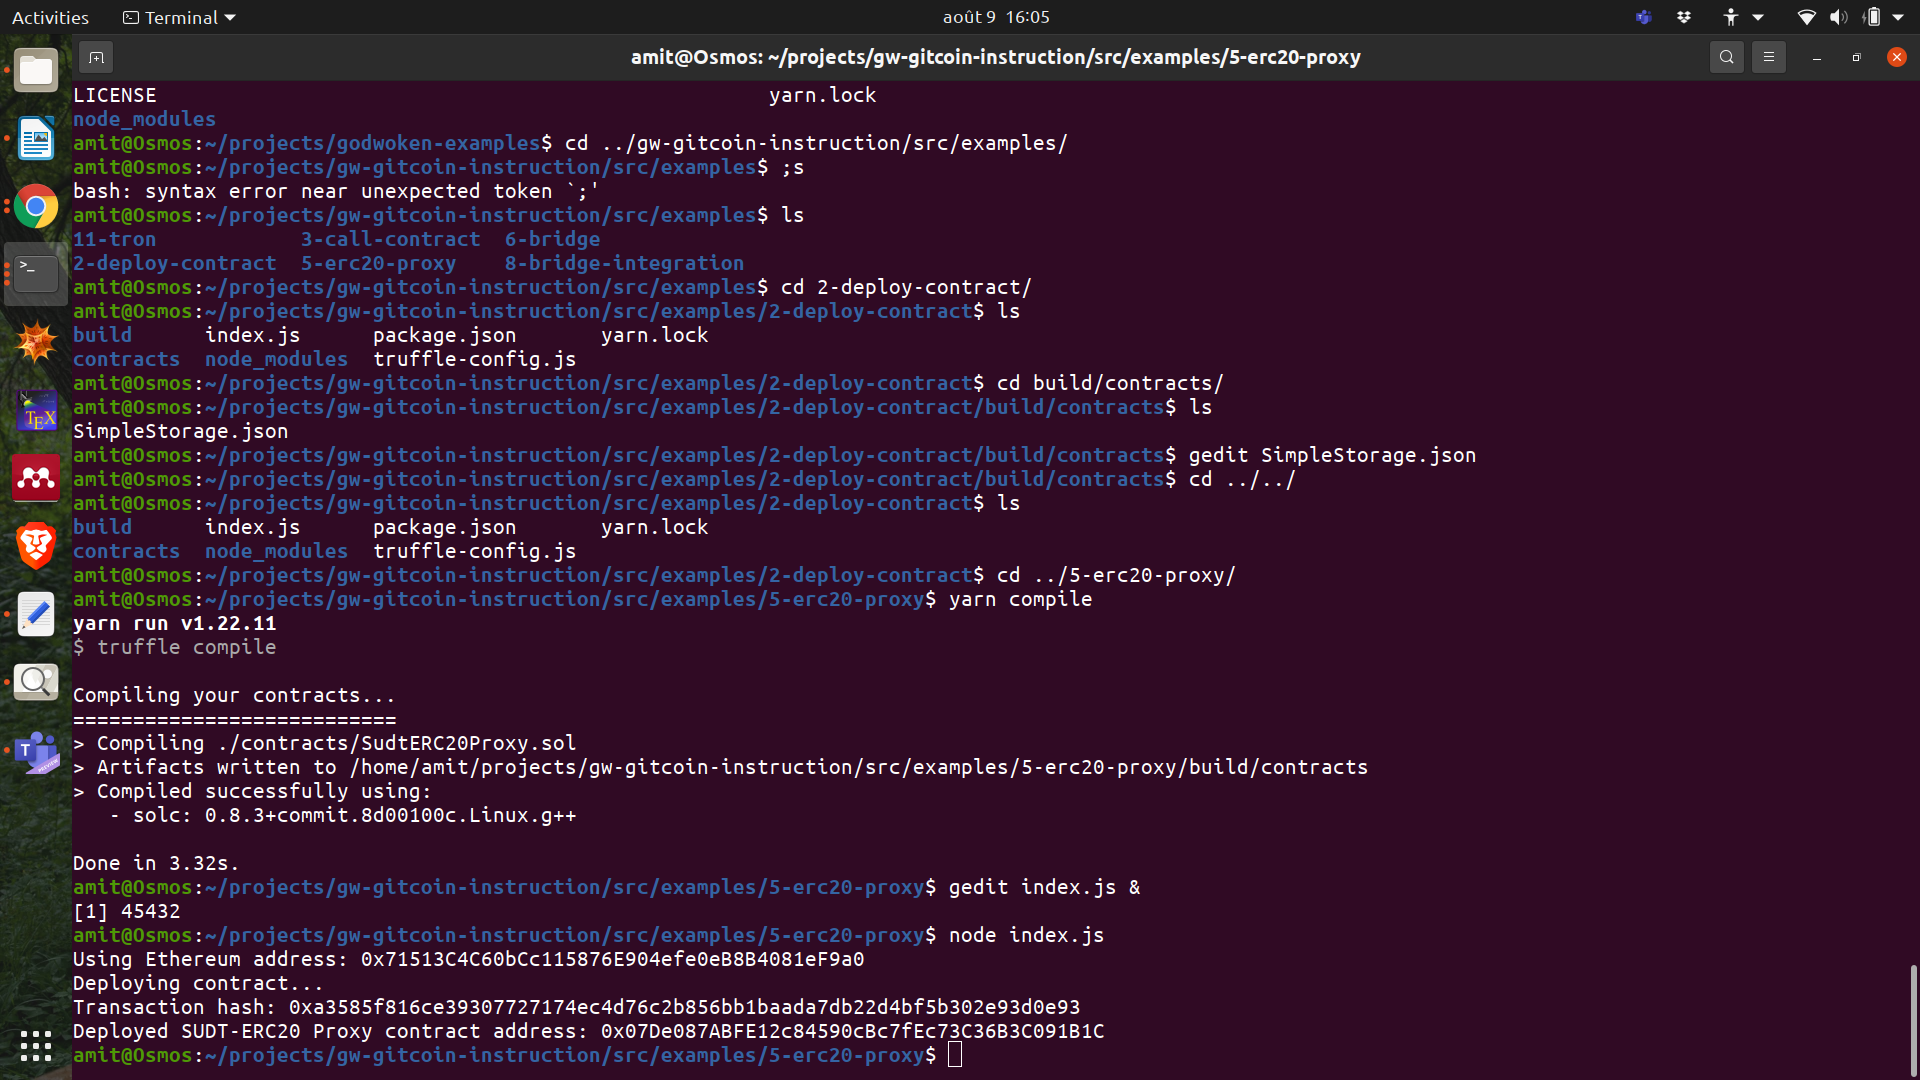 Activities
Terminal
août 9 16:05
amit@Osmos: ~/projects/gw-gitcoin-instruction/src/examples/5-erc20-proxy
LICENSE yarn.lock
node_modules
amit@Osmos:~/projects/godwoken-examples$ cd ../gw-gitcoin-instruction/src/examples/
amit@Osmos:~/projects/gw-gitcoin-instruction/src/examples$ ;s
bash: syntax error near unexpected token `;'
amit@Osmos:~/projects/gw-gitcoin-instruction/src/examples$ ls
11-tron 3-call-contract 6-bridge
2-deploy-contract 5-erc20-proxy 8-bridge-integration
amit@Osmos:~/projects/gw-gitcoin-instruction/src/examples$ cd 2-deploy-contract/
amit@Osmos:~/projects/gw-gitcoin-instruction/src/examples/2-deploy-contract$ ls
build index.js package.json yarn.lock
contracts node_modules truffle-config.js
amit@Osmos:~/projects/gw-gitcoin-instruction/src/examples/2-deploy-contract$ cd build/contracts/
amit@Osmos:~/projects/gw-gitcoin-instruction/src/examples/2-deploy-contract/build/contracts$ ls
SimpleStorage.json
amit@Osmos:~/projects/gw-gitcoin-instruction/src/examples/2-deploy-contract/build/contracts$ gedit SimpleStorage.json
amit@Osmos:~/projects/gw-gitcoin-instruction/src/examples/2-deploy-contract/build/contracts$ cd ../../
amit@Osmos:~/projects/gw-gitcoin-instruction/src/examples/2-deploy-contract$ ls
build index.js package.json yarn.lock
contracts node_modules truffle-config.js
amit@Osmos:~/projects/gw-gitcoin-instruction/src/examples/2-deploy-contract$ cd ../5-erc20-proxy/
amit@Osmos:~/projects/gw-gitcoin-instruction/src/examples/5-erc20-proxy$ yarn compile
yarn run v1.22.11
$ truffle compile
Compiling your contracts...
===========================
> Compiling ./contracts/SudtERC20Proxy.sol
> Artifacts written to /home/amit/projects/gw-gitcoin-instruction/src/examples/5-erc20-proxy/build/contracts
> Compiled successfully using:
- solc: 0.8.3+commit.8d00100c.Linux.g++
Done in 3.32s.
amit@Osmos:~/projects/gw-gitcoin-instruction/src/examples/5-erc20-proxy$ gedit index.js &
[1] 45432
amit@Osmos:~/projects/gw-gitcoin-instruction/src/examples/5-erc20-proxy$ node index.js
Using Ethereum address: 0x71513C4C60bCc115876E904efe0eB8B4081eF9a0
Deploying contract...
Transaction hash: 0xa3585f816ce39307727174ec4d76c2b856bb1baada7db22d4bf5b302e93d0e93
Deployed SUDT-ERC20 Proxy contract address: 0x07De087ABFE12c84590cBc7fEc73C36B3C091B1C
amit@Osmos:~/projects/gw-gitcoin-instruction/src/examples/5-erc20-proxy$